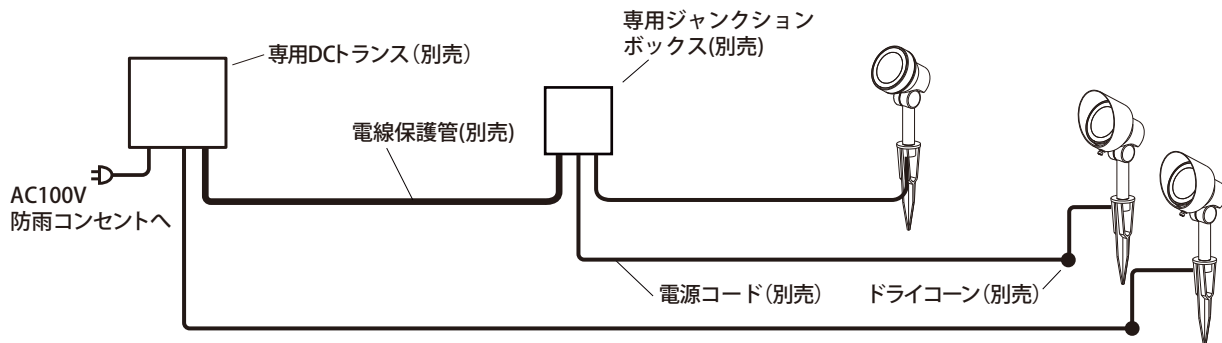 専用DCトランス（別売）
専用ジャンクション
ボックス(別売)
電線保護管(別売)
AC100V
防雨コンセントへ
電源コード（別売）
ドライコーン（別売）